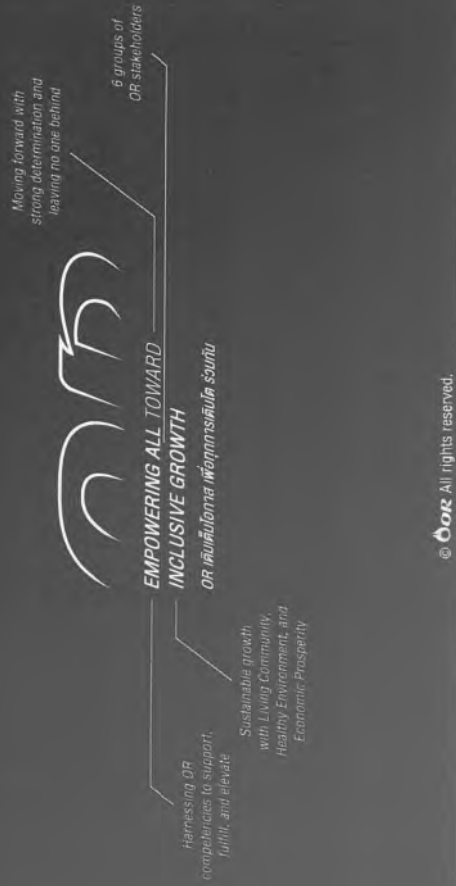 Moving forward with
strong determination and
leaving no one behind
6 groups of
OR stakeholders
EMPOWERING ALL TOWARD
INCLUSIVE GROWTH
OR เติมเต็มโอกาส เพื่อทุกการเติบโต ร่วมกัน
Harnessing OR
competencies to support,
fulfill, and elevate
Sustainable growth
with Living Community,
Healthy Environment, and
Economic Prosperity
© OR All rights reserved.